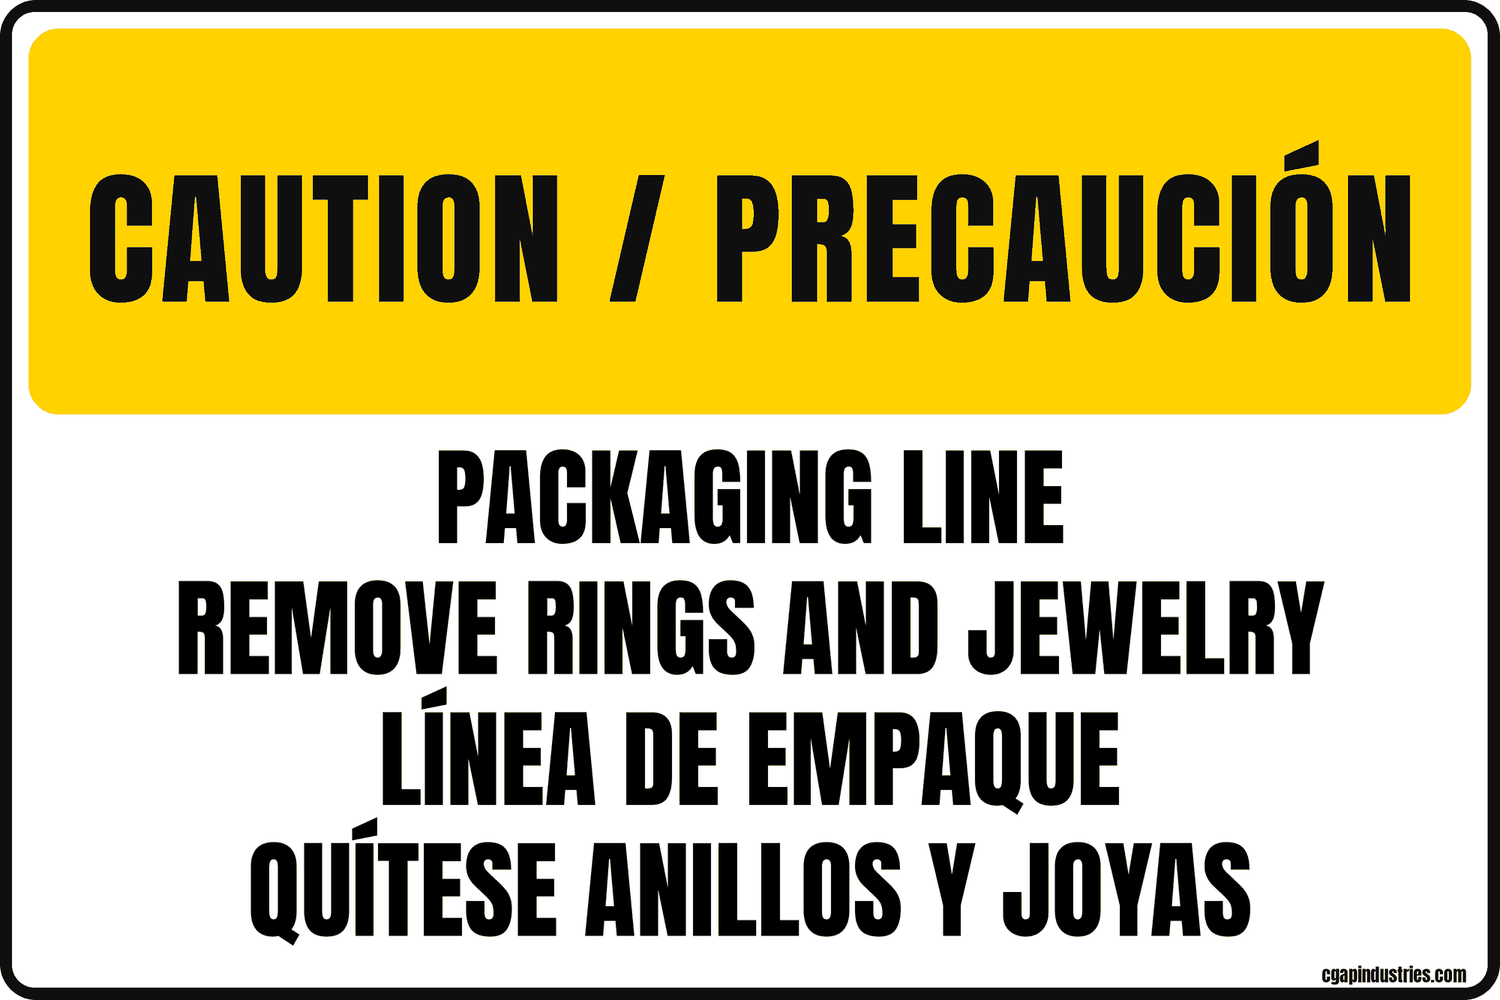 CAUTION / PRECAUCIÓN
PACKAGING LINE
REMOVE RINGS AND JEWELRY
LÍNEA DE EMPAQUE
QUÍTESE ANILLOS Y JOYAS
cgapindustries.com